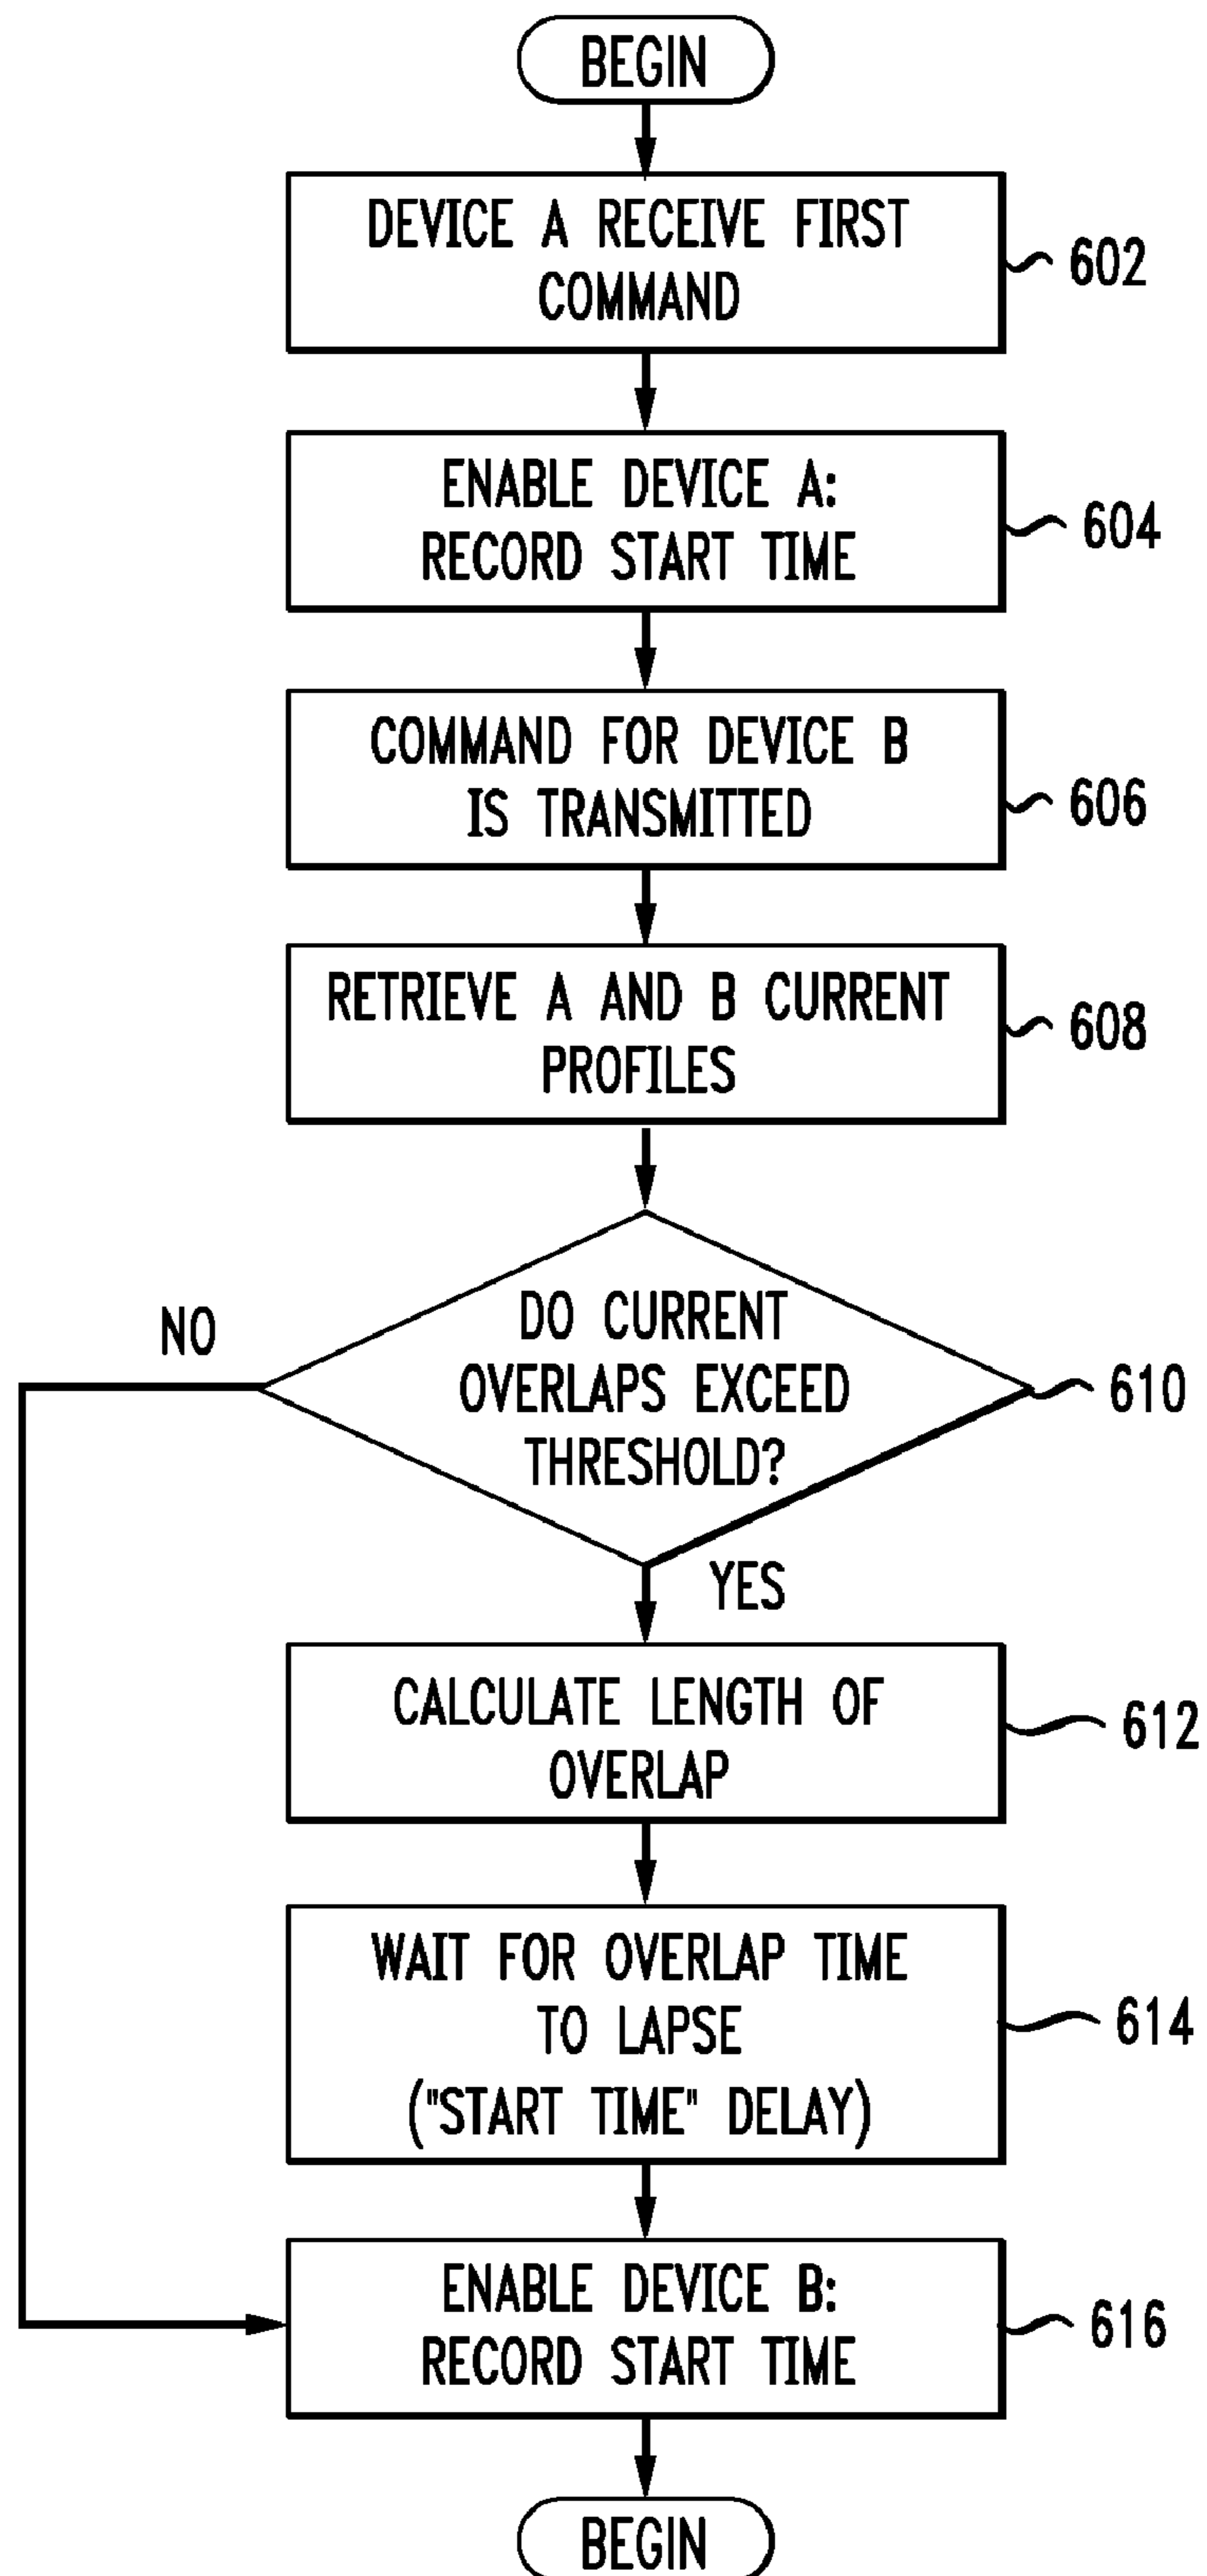 BEGIN
DEVICE A RECEIVE FIRST
COMMAND
602
ENABLE DEVICE A:
RECORD START TIME
604
COMMAND FOR DEVICE B
IS TRANSMITTED
606
RETRIEVE A AND B CURRENT
PROFILES
608
NO
DO CURRENT
OVERLAPS EXCEED
THRESHOLD?
610
YES
CALCULATE LENGTH OF
OVERLAP
612
WAIT FOR OVERLAP TIME
TO LAPSE
("START TIME" DELAY)
614
ENABLE DEVICE B:
RECORD START TIME
616
BEGIN